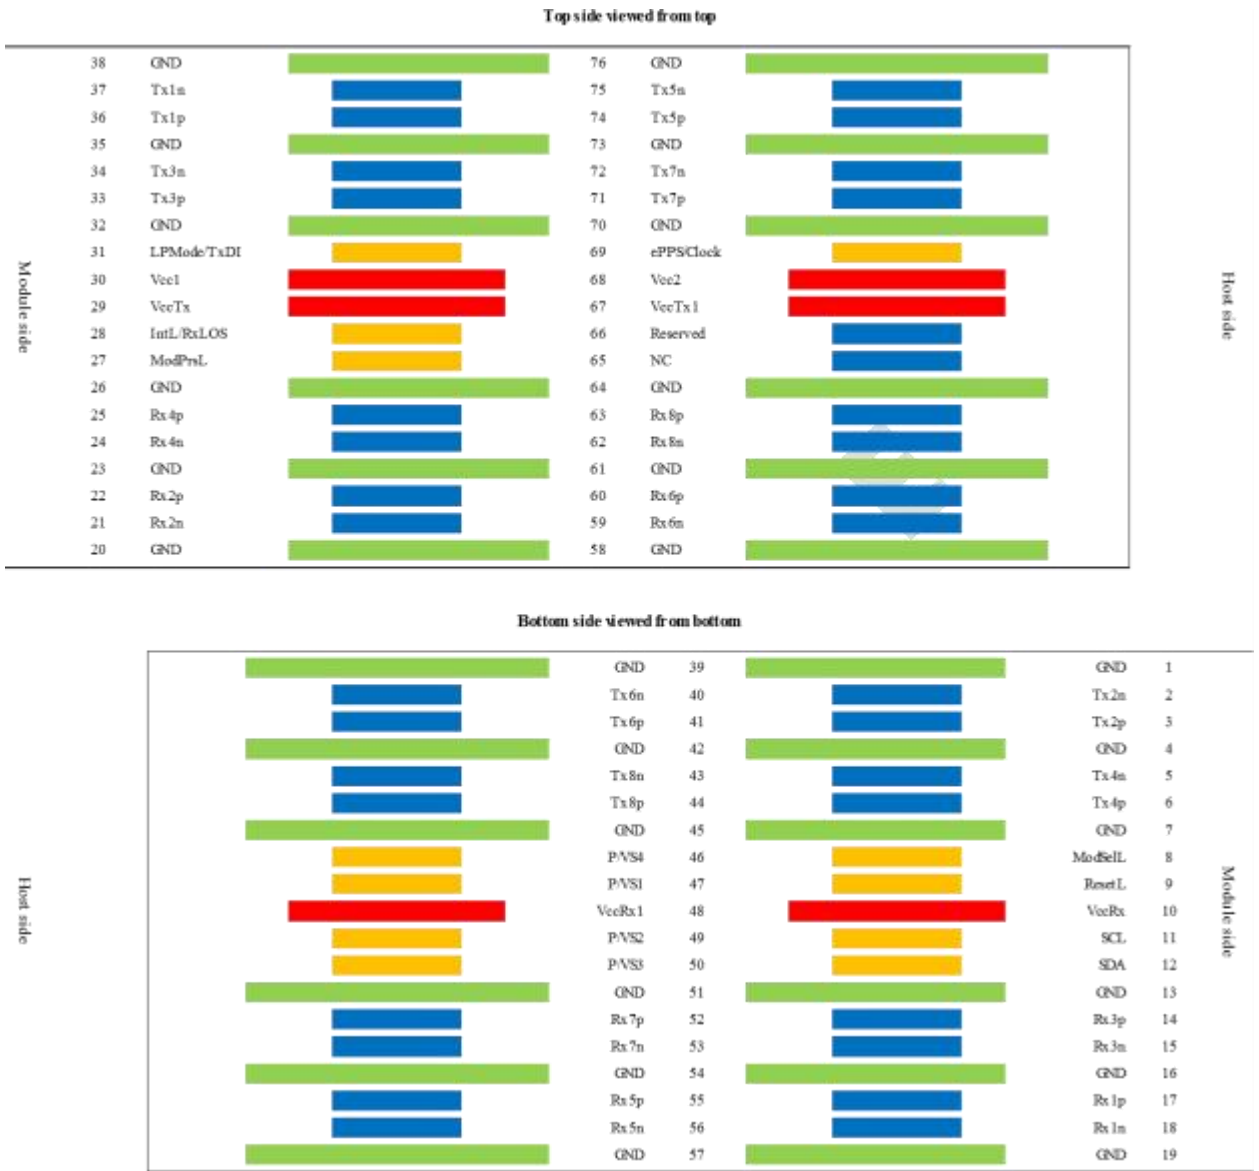 Top side viewed from top
38 GND 76 GND
37 Tx1n 75 Tx5n
36 Tx1p 74 Tx5p
35 GND 73 GND
34 Tx3n 72 Tx7n
33 Tx3p 71 Tx7p
32 GND 70 GND
31 LPMode/TxDI 69 ePPS/Clock
30 Vcc1 68 Vcc2
29 VccTx 67 VccTx1
28 IntL/RxLOS 66 Reserved
27 ModPrsL 65 NC
26 GND 64 GND
25 Rx4p 63 Rx8p
24 Rx4n 62 Rx8n
23 GND 61 GND
22 Rx2p 60 Rx6p
21 Rx2n 59 Rx6n
20 GND 58 GND
Module side
Host side
Bottom side viewed from bottom
GND 39 GND 1
Tx6n 40 Tx2n 2
Tx6p 41 Tx2p 3
GND 42 GND 4
Tx8n 43 Tx4n 5
Tx8p 44 Tx4p 6
GND 45 GND 7
P/VS4 46 ModSelL 8
P/VS1 47 ResetL 9
VccRx1 48 VccRx 10
P/VS2 49 SCL 11
P/VS3 50 SDA 12
GND 51 GND 13
Rx7p 52 Rx3p 14
Rx7n 53 Rx3n 15
GND 54 GND 16
Rx5p 55 Rx1p 17
Rx5n 56 Rx1n 18
GND 57 GND 19
Host side
Module side